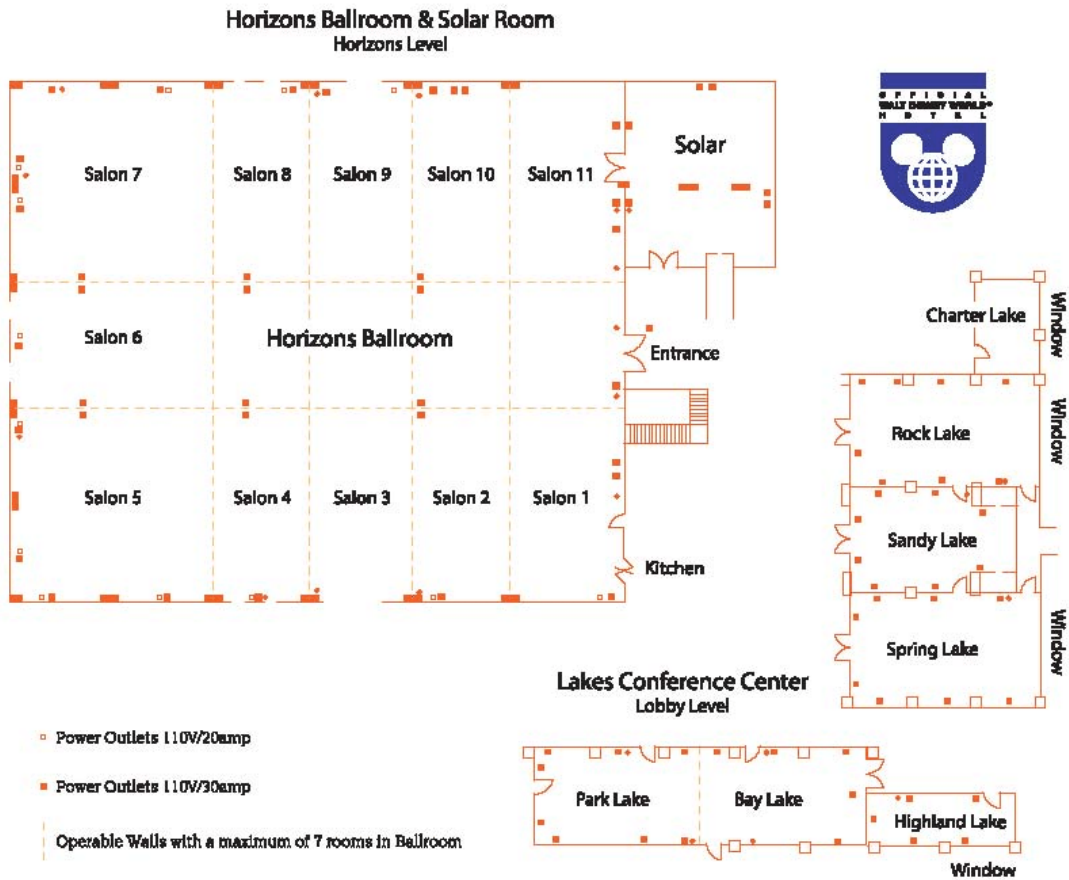 Horizons Ballroom & Solar Room
Horizons Level
OFFICIAL
WALT DISNEY WORLD®
HOTEL
Salon 7
Salon 8
Salon 9
Salon 10
Salon 11
Solar
Salon 6
Horizons Ballroom
Entrance
Salon 5
Salon 4
Salon 3
Salon 2
Salon 1
Kitchen
Charter Lake
Window
Rock Lake
Window
Sandy Lake
Spring Lake
Window
Lakes Conference Center
Lobby Level
Park Lake
Bay Lake
Highland Lake
Window
Power Outlets 110V/20amp
Power Outlets 110V/30amp
Operable Walls with a maximum of 7 rooms in Ballroom